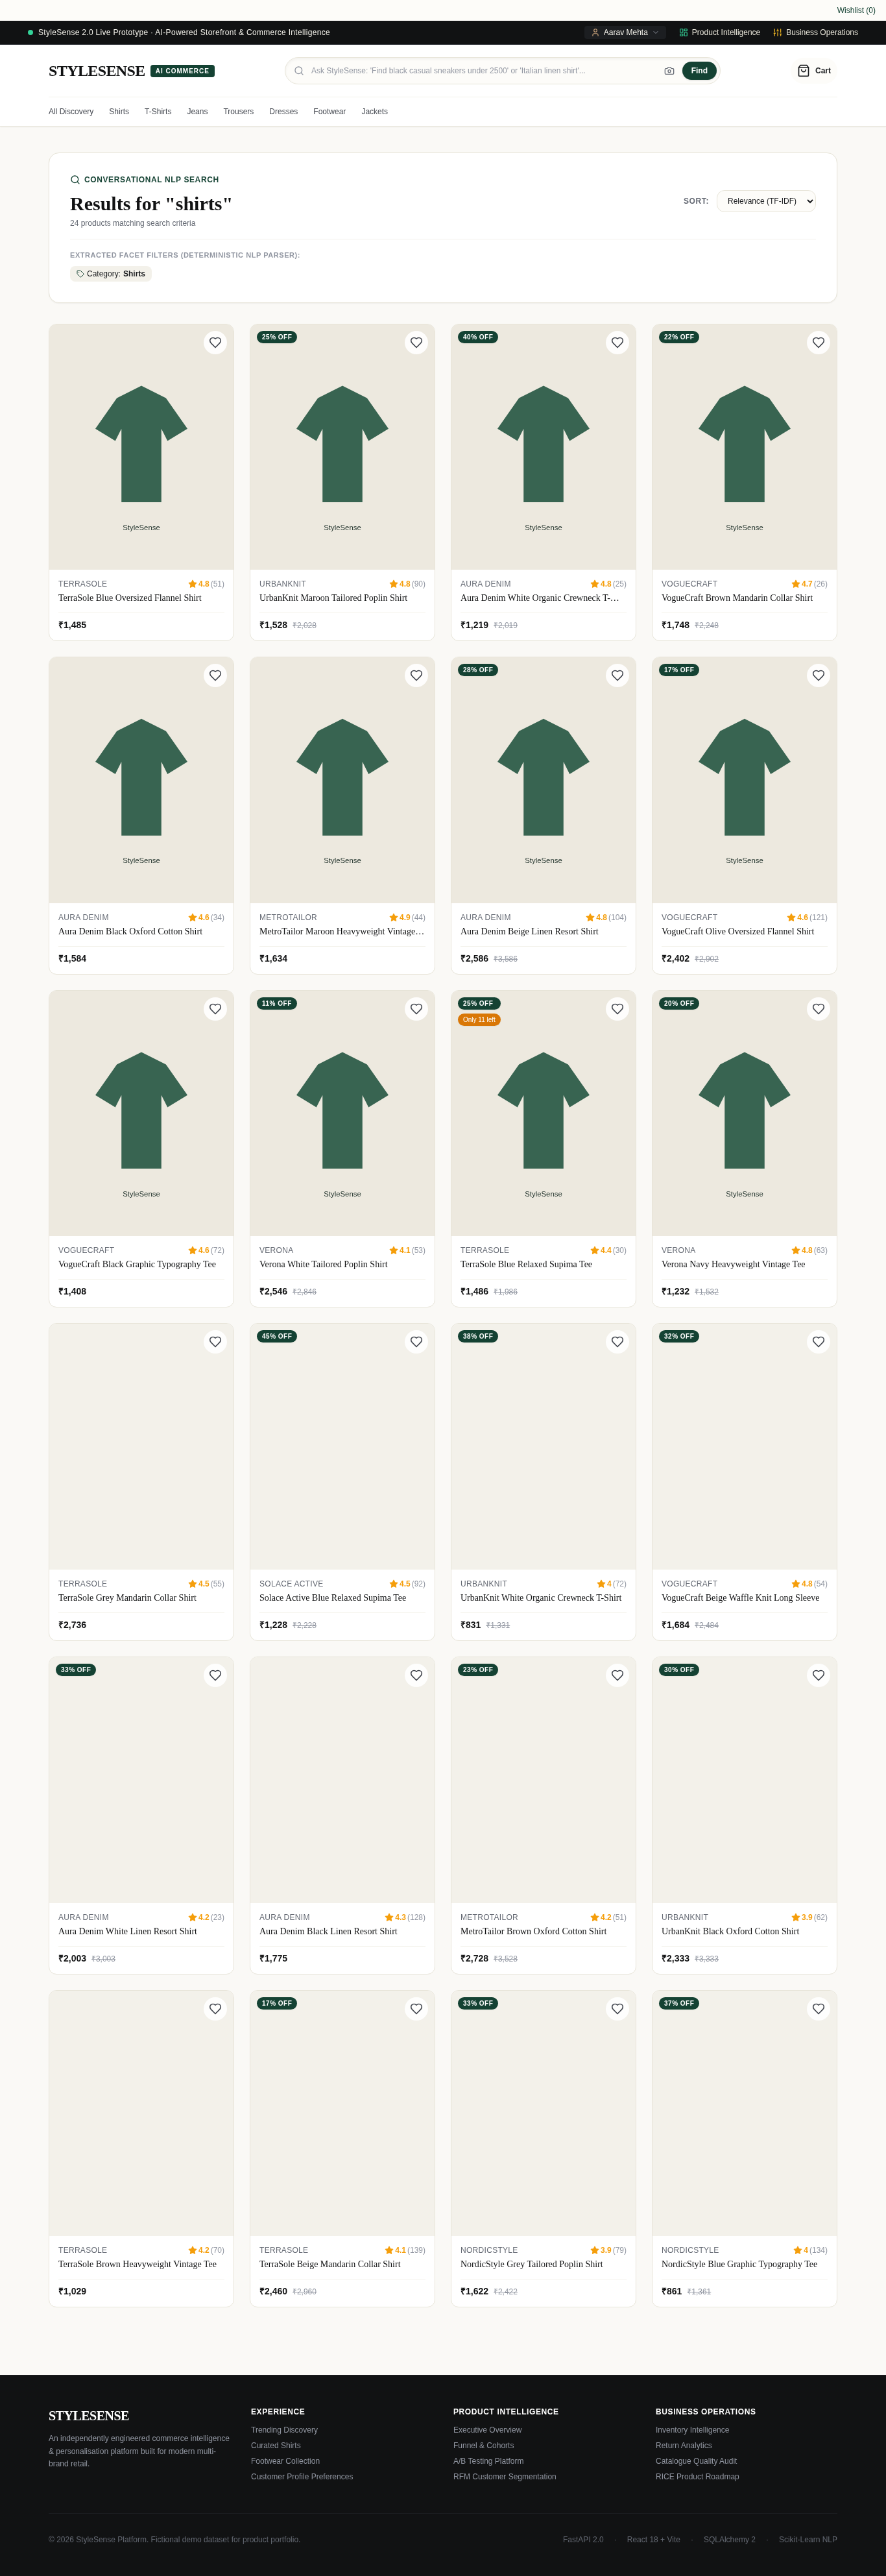 Wishlist (0)
StyleSense 2.0 Live Prototype · AI-Powered Storefront & Commerce Intelligence
Aarav Mehta
Product Intelligence
Business Operations
STYLESENSE
AI COMMERCE
Ask StyleSense: 'Find black casual sneakers under 2500' or 'Italian linen shirt'...
Find
Cart
All Discovery
Shirts
T-Shirts
Jeans
Trousers
Dresses
Footwear
Jackets
CONVERSATIONAL NLP SEARCH
Results for "shirts"
24 products matching search criteria
SORT:
Relevance (TF-IDF)
EXTRACTED FACET FILTERS (DETERMINISTIC NLP PARSER):
Category: Shirts
StyleSense
TERRASOLE
4.8 (51)
TerraSole Blue Oversized Flannel Shirt
₹1,485
25% OFF
StyleSense
URBANKNIT
4.8 (90)
UrbanKnit Maroon Tailored Poplin Shirt
₹1,528 ₹2,028
40% OFF
StyleSense
AURA DENIM
4.8 (25)
Aura Denim White Organic Crewneck T-…
₹1,219 ₹2,019
22% OFF
StyleSense
VOGUECRAFT
4.7 (26)
VogueCraft Brown Mandarin Collar Shirt
₹1,748 ₹2,248
StyleSense
AURA DENIM
4.6 (34)
Aura Denim Black Oxford Cotton Shirt
₹1,584
StyleSense
METROTAILOR
4.9 (44)
MetroTailor Maroon Heavyweight Vintage…
₹1,634
28% OFF
StyleSense
AURA DENIM
4.8 (104)
Aura Denim Beige Linen Resort Shirt
₹2,586 ₹3,586
17% OFF
StyleSense
VOGUECRAFT
4.6 (121)
VogueCraft Olive Oversized Flannel Shirt
₹2,402 ₹2,902
StyleSense
VOGUECRAFT
4.6 (72)
VogueCraft Black Graphic Typography Tee
₹1,408
11% OFF
StyleSense
VERONA
4.1 (53)
Verona White Tailored Poplin Shirt
₹2,546 ₹2,846
25% OFF
Only 11 left
StyleSense
TERRASOLE
4.4 (30)
TerraSole Blue Relaxed Supima Tee
₹1,486 ₹1,986
20% OFF
StyleSense
VERONA
4.8 (63)
Verona Navy Heavyweight Vintage Tee
₹1,232 ₹1,532
TERRASOLE
4.5 (55)
TerraSole Grey Mandarin Collar Shirt
₹2,736
45% OFF
SOLACE ACTIVE
4.5 (92)
Solace Active Blue Relaxed Supima Tee
₹1,228 ₹2,228
38% OFF
URBANKNIT
4 (72)
UrbanKnit White Organic Crewneck T-Shirt
₹831 ₹1,331
32% OFF
VOGUECRAFT
4.8 (54)
VogueCraft Beige Waffle Knit Long Sleeve
₹1,684 ₹2,484
33% OFF
AURA DENIM
4.2 (23)
Aura Denim White Linen Resort Shirt
₹2,003 ₹3,003
AURA DENIM
4.3 (128)
Aura Denim Black Linen Resort Shirt
₹1,775
23% OFF
METROTAILOR
4.2 (51)
MetroTailor Brown Oxford Cotton Shirt
₹2,728 ₹3,528
30% OFF
URBANKNIT
3.9 (62)
UrbanKnit Black Oxford Cotton Shirt
₹2,333 ₹3,333
TERRASOLE
4.2 (70)
TerraSole Brown Heavyweight Vintage Tee
₹1,029
17% OFF
TERRASOLE
4.1 (139)
TerraSole Beige Mandarin Collar Shirt
₹2,460 ₹2,960
33% OFF
NORDICSTYLE
3.9 (79)
NordicStyle Grey Tailored Poplin Shirt
₹1,622 ₹2,422
37% OFF
NORDICSTYLE
4 (134)
NordicStyle Blue Graphic Typography Tee
₹861 ₹1,361
STYLESENSE
An independently engineered commerce intelligence
& personalisation platform built for modern multi-
brand retail.
EXPERIENCE
Trending Discovery
Curated Shirts
Footwear Collection
Customer Profile Preferences
PRODUCT INTELLIGENCE
Executive Overview
Funnel & Cohorts
A/B Testing Platform
RFM Customer Segmentation
BUSINESS OPERATIONS
Inventory Intelligence
Return Analytics
Catalogue Quality Audit
RICE Product Roadmap
© 2026 StyleSense Platform. Fictional demo dataset for product portfolio.
FastAPI 2.0 · React 18 + Vite · SQLAlchemy 2 · Scikit-Learn NLP